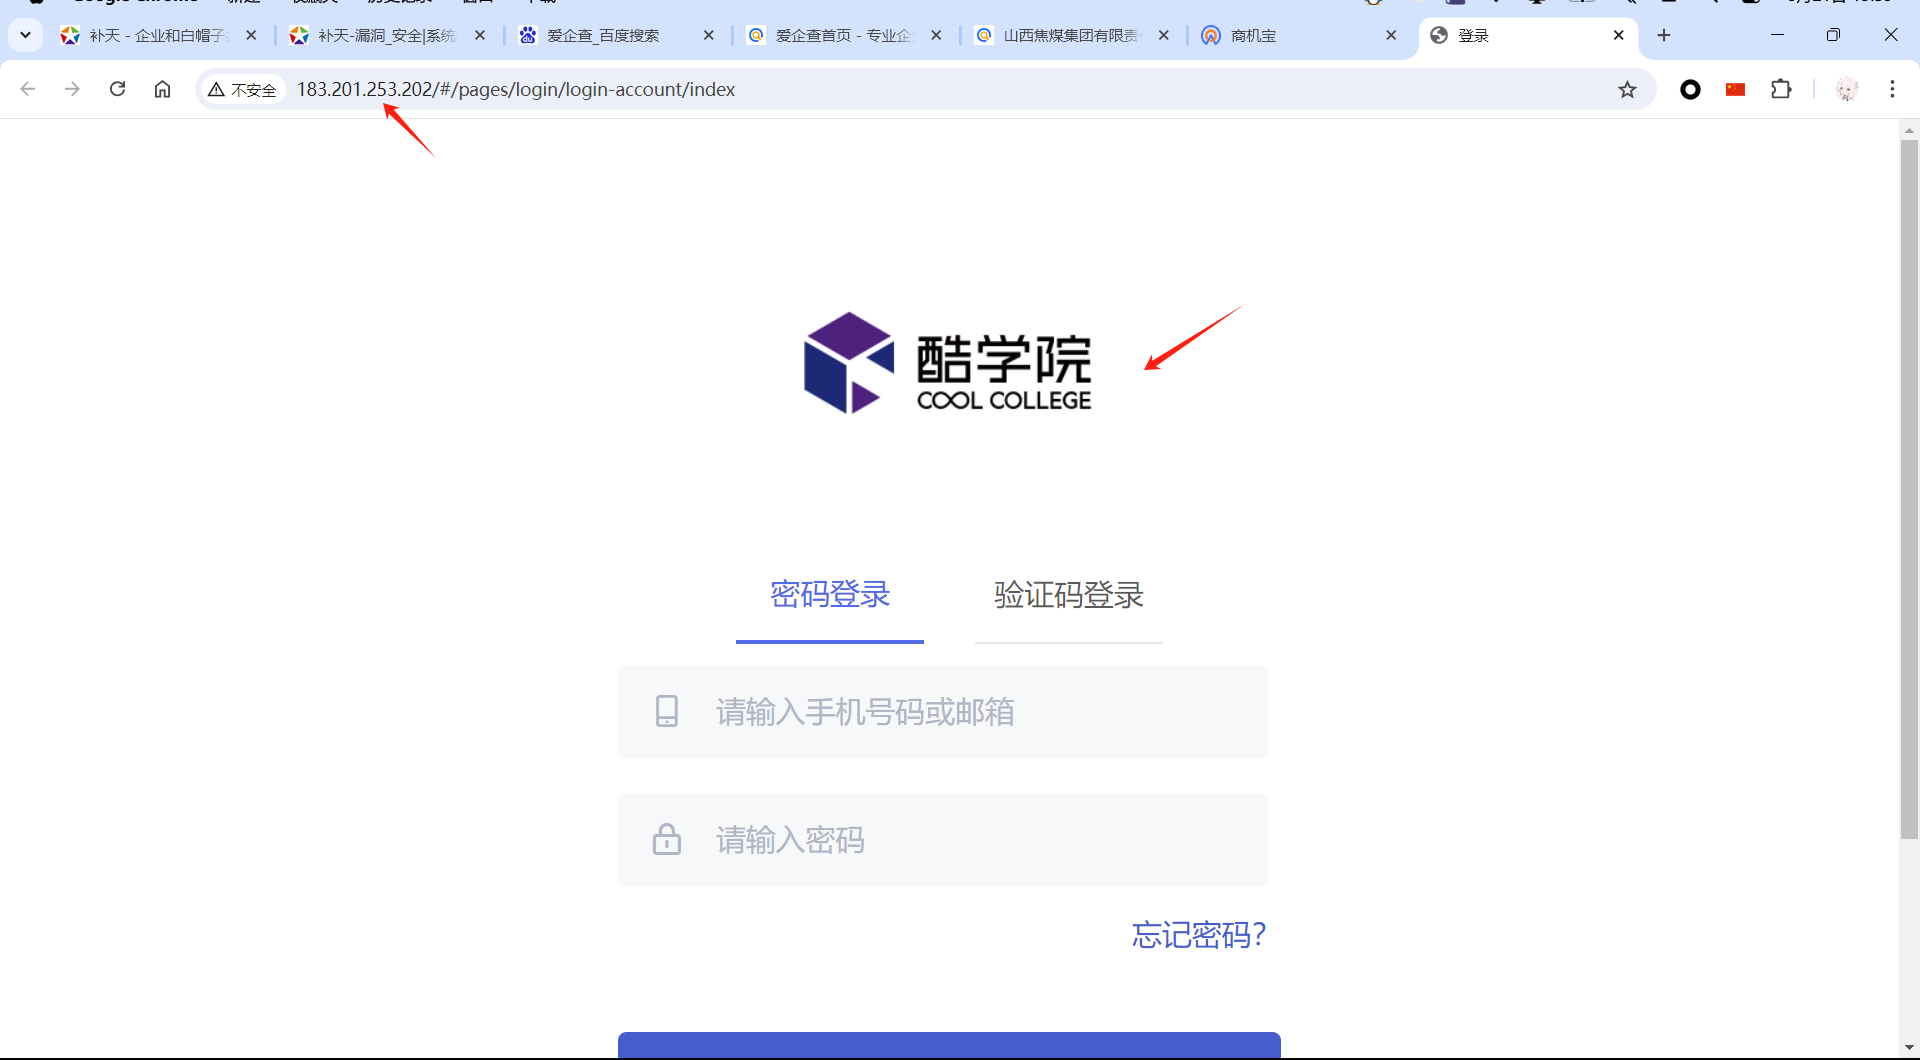 补天 - 企业和白帽子
补天-漏洞_安全|系统
爱企查_百度搜索
爱企查首页 - 专业企
山西焦煤集团有限责
商机宝
登录
不安全
183.201.253.202/#/pages/login/login-account/index
酷学院
COOL COLLEGE
密码登录
验证码登录
请输入手机号码或邮箱
请输入密码
忘记密码?